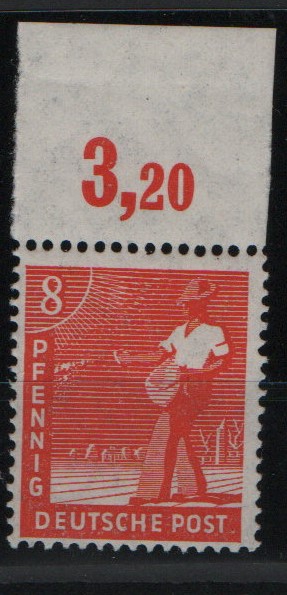 3,20
8
PFENNIG
DEUTSCHE POST